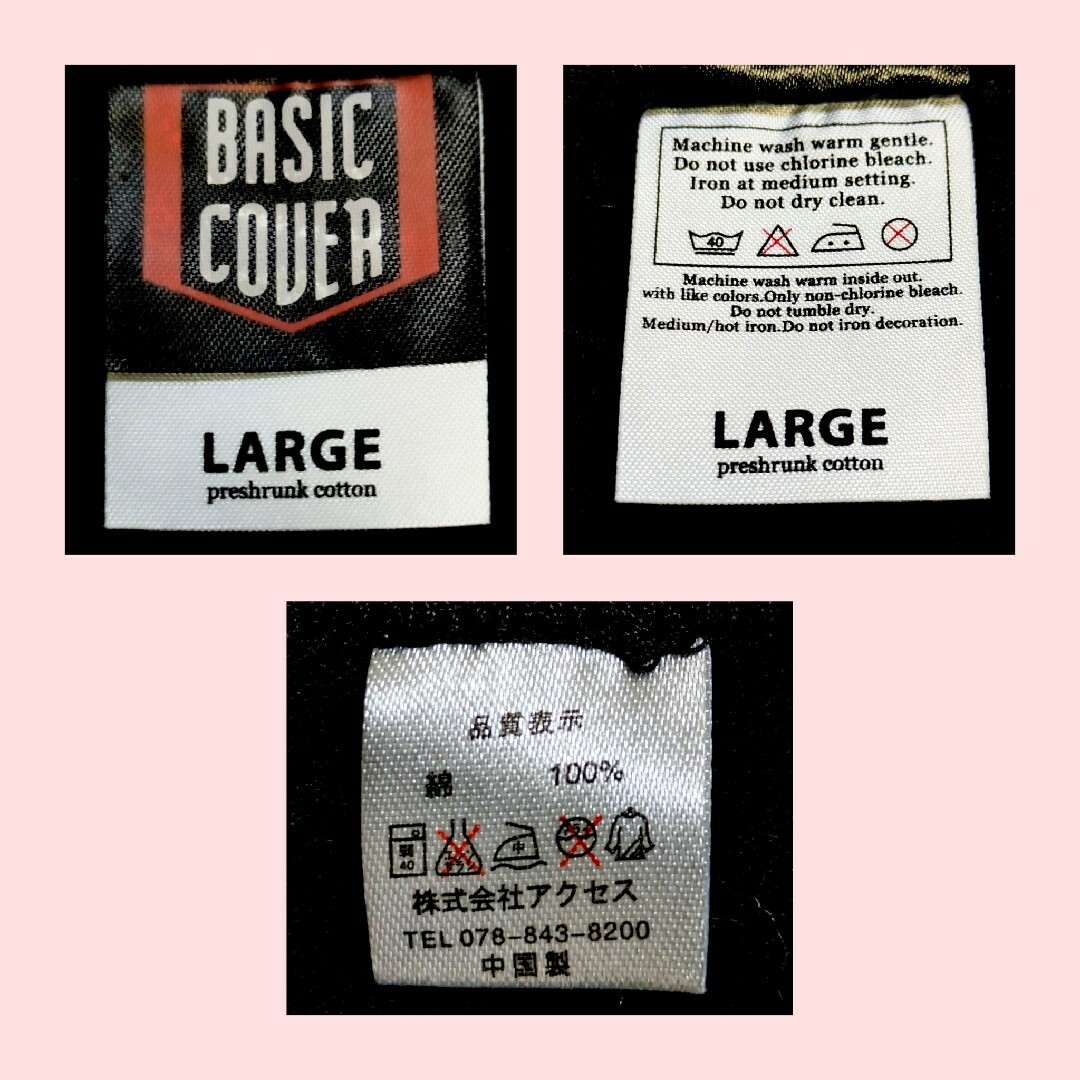 BASIC
COVER
LARGE
preshrunk cotton
Machine wash warm gentle.
Do not use chlorine bleach.
Iron at medium setting.
Do not dry clean.
40
Machine wash warm inside out.
with like colors.Only non-chlorine bleach.
Do not tumble dry.
Medium/hot iron.Do not iron decoration.
LARGE
preshrunk cotton
品質表示
綿 100%
弱 中
40
株式会社アクセス
TEL 078-843-8200
中国製